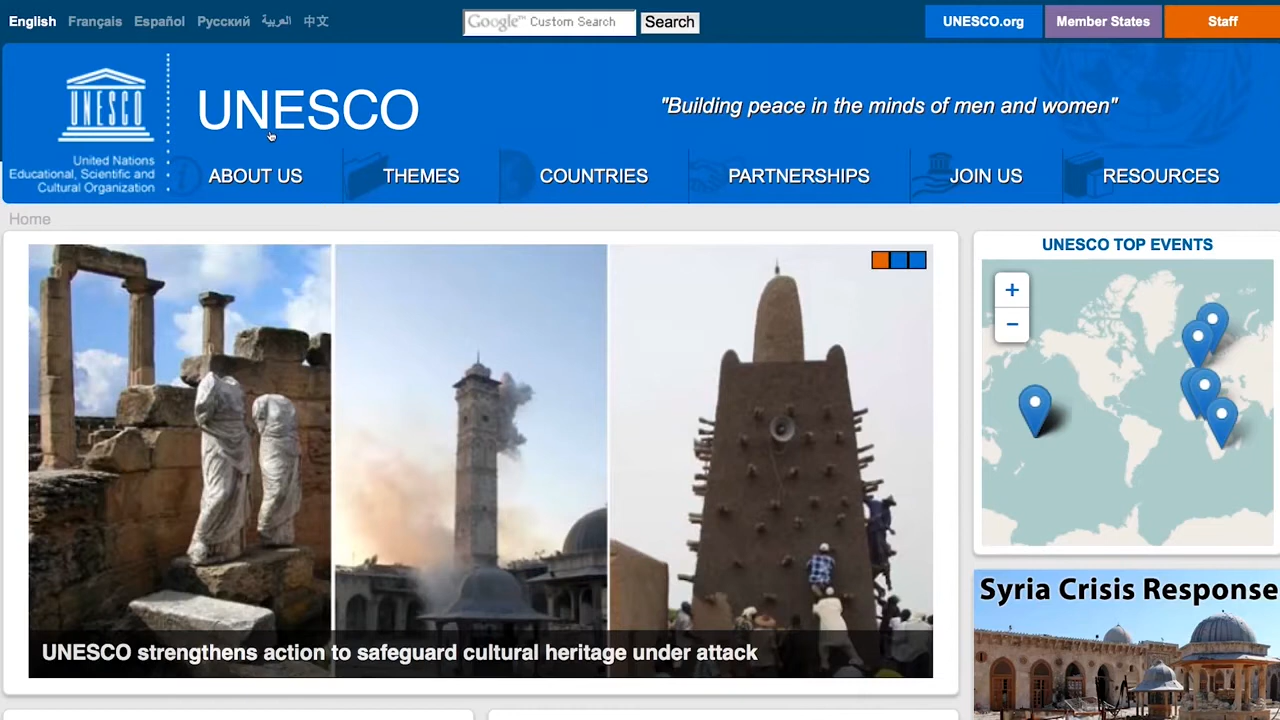 English Français Español Русский العربية 中文
Google™ Custom Search
Search
UNESCO.org
Member States
Staff
UNESCO
United Nations
Educational, Scientific and
Cultural Organization
UNESCO
"Building peace in the minds of men and women"
ABOUT US
THEMES
COUNTRIES
PARTNERSHIPS
JOIN US
RESOURCES
Home
UNESCO TOP EVENTS
+
−
UNESCO strengthens action to safeguard cultural heritage under attack
Syria Crisis Response